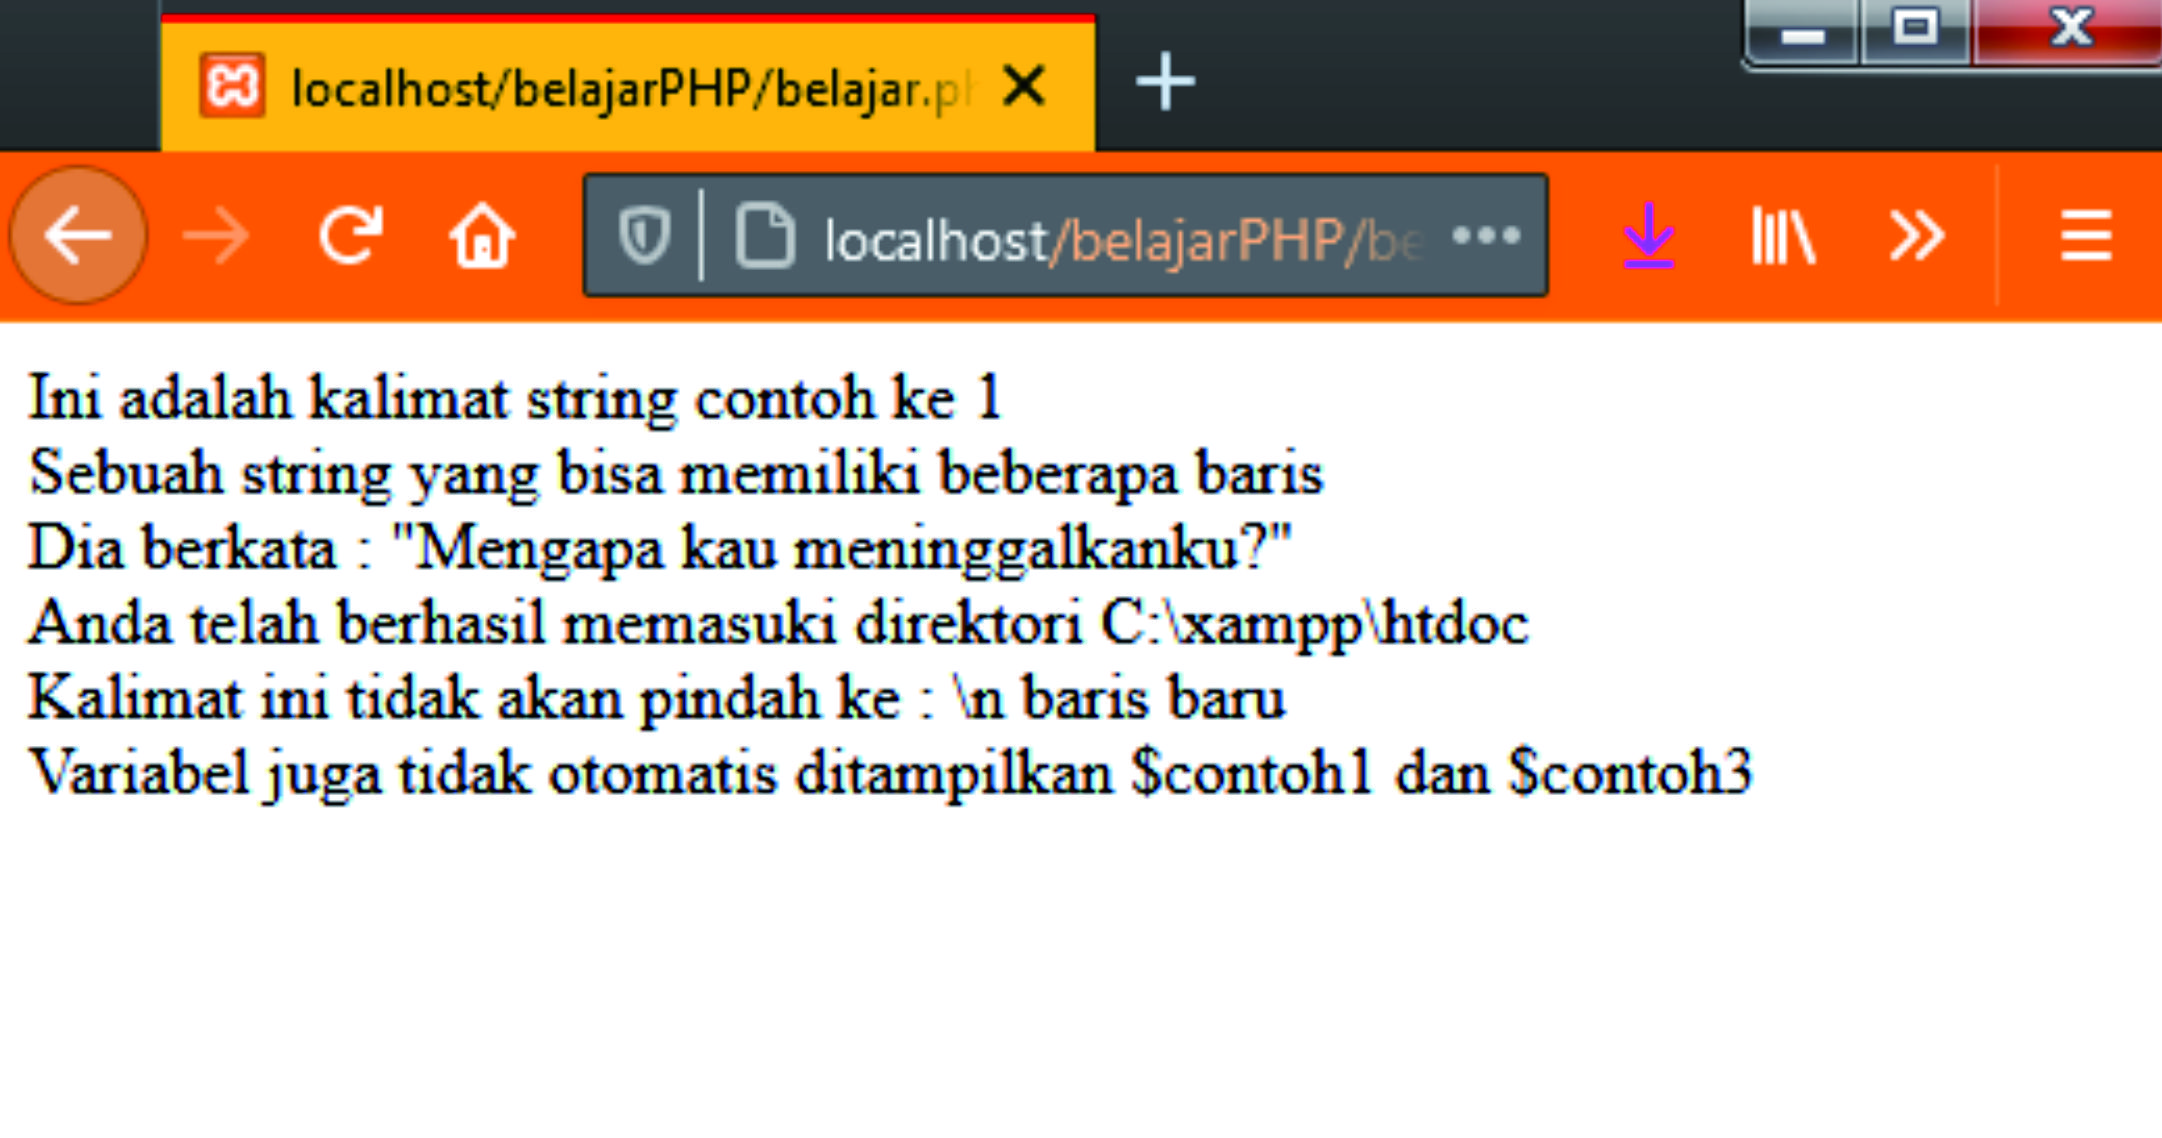 localhost/belajarPHP/belajar.ph
localhost/belajarPHP/be
Ini adalah kalimat string contoh ke 1
Sebuah string yang bisa memiliki beberapa baris
Dia berkata : "Mengapa kau meninggalkanku?"
Anda telah berhasil memasuki direktori C:\xampp\htdoc
Kalimat ini tidak akan pindah ke : \n baris baru
Variabel juga tidak otomatis ditampilkan $contoh1 dan $contoh3